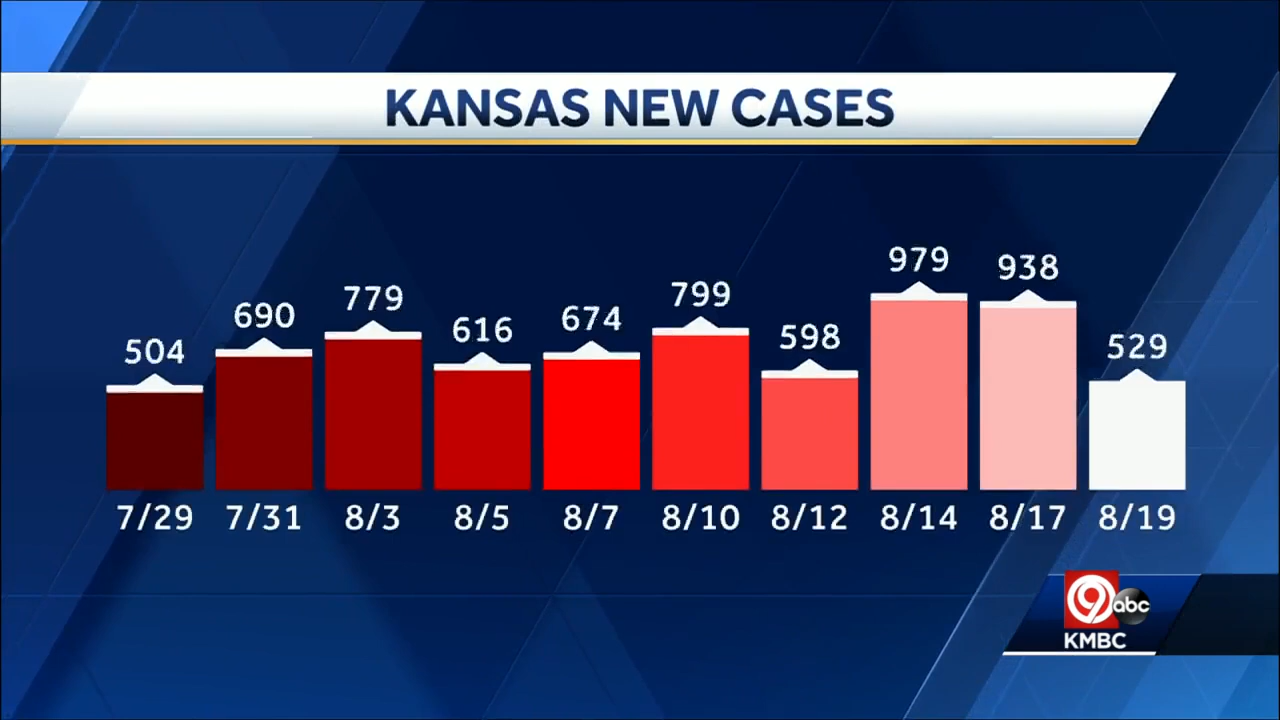 KANSAS NEW CASES
504 690 779 616 674 799 598 979 938 529
7/29 7/31 8/3 8/5 8/7 8/10 8/12 8/14 8/17 8/19
9 abc
KMBC